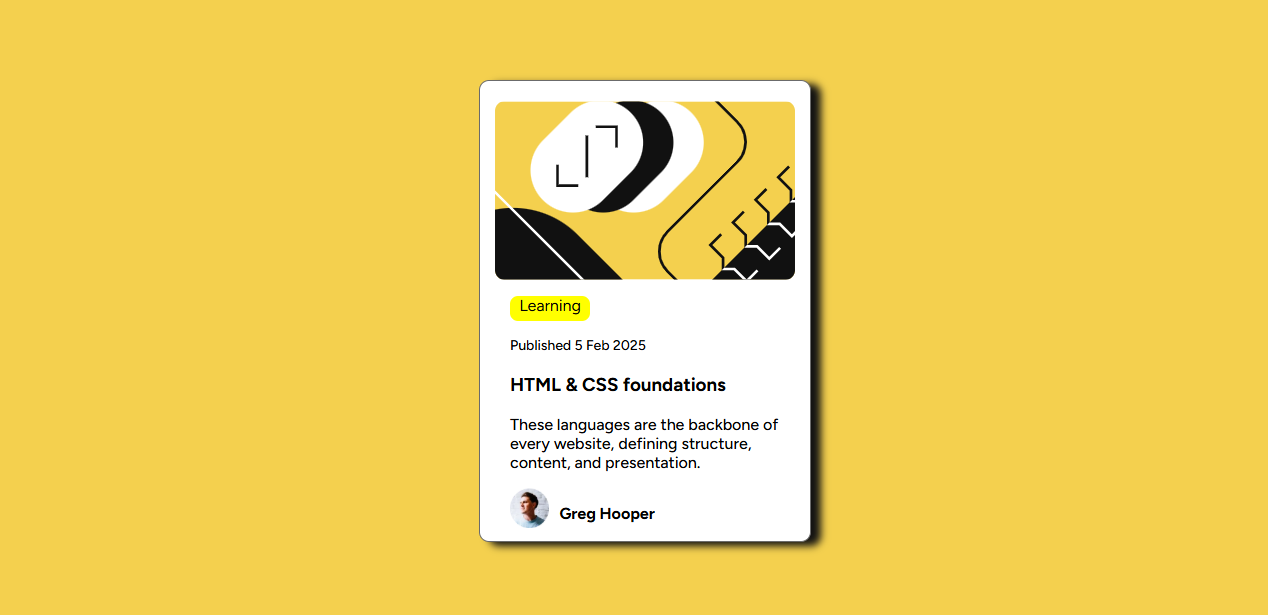 Learning
Published 5 Feb 2025
HTML & CSS foundations
These languages are the backbone of
every website, defining structure,
content, and presentation.
Greg Hooper